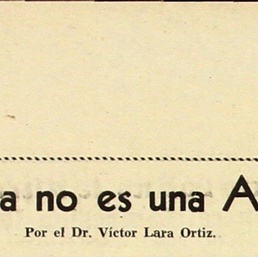 a no es una A
Por el Dr. Víctor Lara Ortiz.